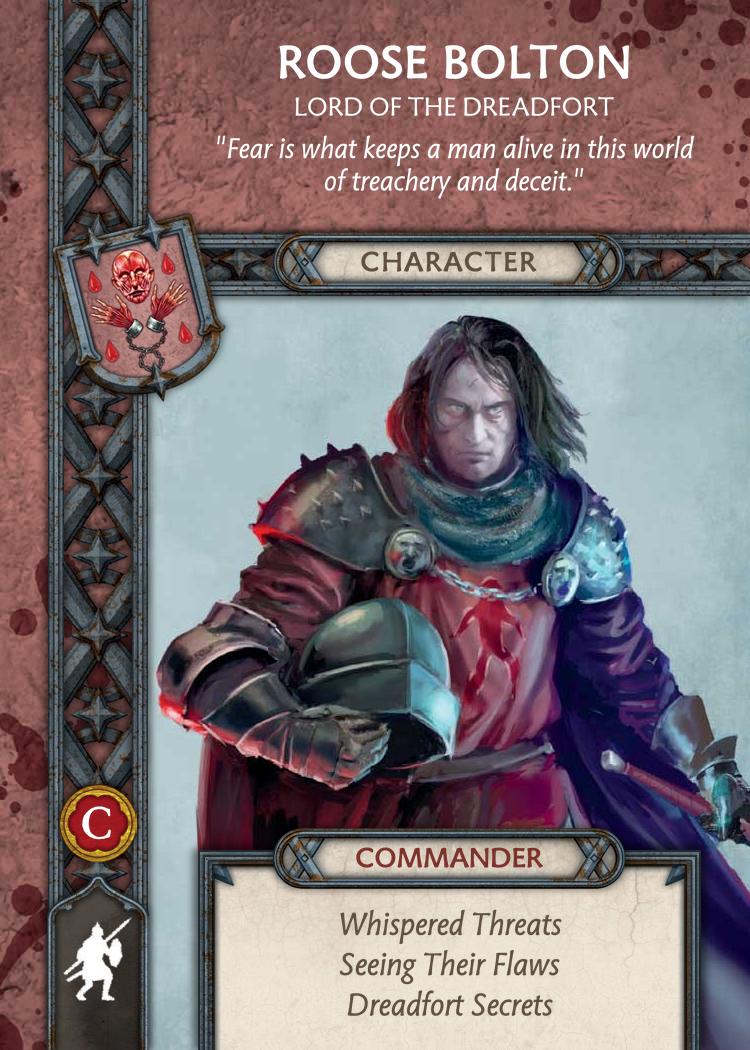 ROOSE BOLTON
LORD OF THE DREADFORT
"Fear is what keeps a man alive in this world
of treachery and deceit."
CHARACTER
C
COMMANDER
Whispered Threats
Seeing Their Flaws
Dreadfort Secrets